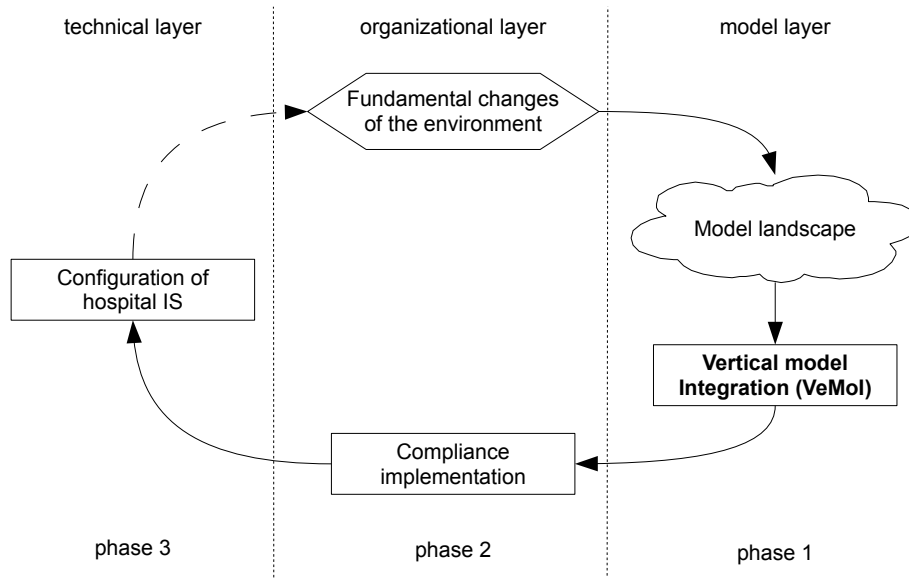 technical layer
organizational layer
model layer
Fundamental changes
of the environment
Model landscape
Configuration of
hospital IS
Vertical model
Integration (VeMoI)
Compliance
implementation
phase 3
phase 2
phase 1